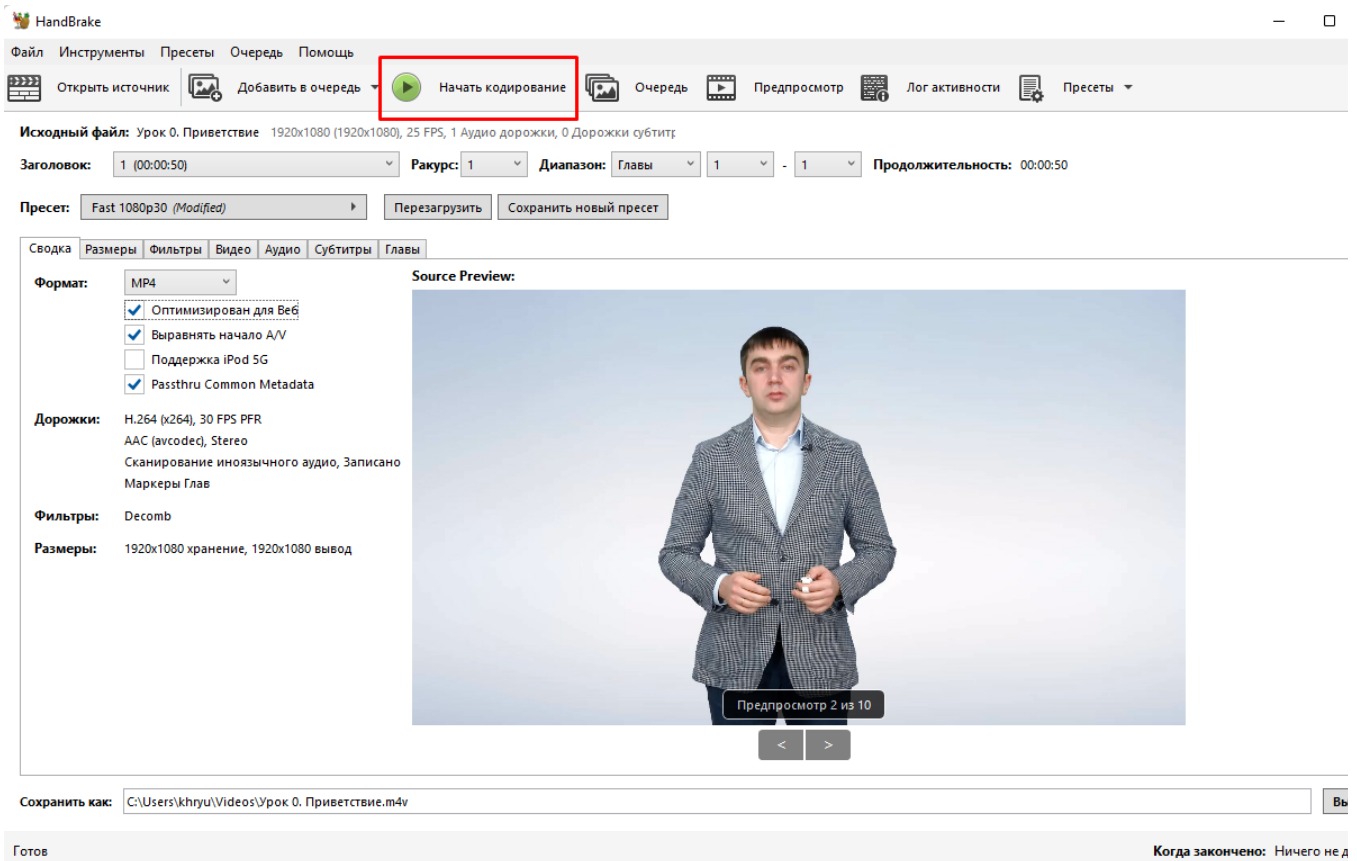 HandBrake
Файл Инструменты Пресеты Очередь Помощь
Открыть источник Добавить в очередь Начать кодирование Очередь Предпросмотр Лог активности Пресеты
Исходный файл: Урок 0. Приветствие 1920x1080 (1920x1080), 25 FPS, 1 Аудио дорожки, 0 Дорожки субтитр
Заголовок: 1 (00:00:50) Ракурс: 1 Диапазон: Главы 1 - 1 Продолжительность: 00:00:50
Пресет: Fast 1080p30 (Modified) Перезагрузить Сохранить новый пресет
Сводка Размеры Фильтры Видео Аудио Субтитры Главы
Формат: MP4
Source Preview:
Оптимизирован для Веб
Выравнять начало A/V
Поддержка iPod 5G
Passthru Common Metadata
Дорожки: H.264 (x264), 30 FPS PFR
AAC (avcodec), Stereo
Сканирование иноязычного аудио, Записано
Маркеры Глав
Фильтры: Decomb
Размеры: 1920x1080 хранение, 1920x1080 вывод
Предпросмотр 2 из 10
< >
Сохранить как: C:\Users\khryu\Videos\Урок 0. Приветствие.m4v Вы
Готов Когда закончено: Ничего не д